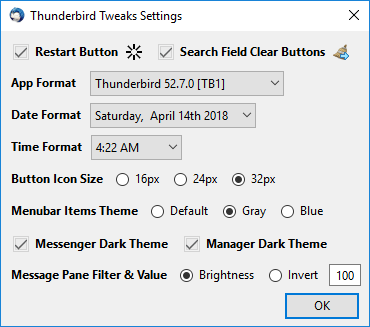 Thunderbird Tweaks Settings
Restart Button Search Field Clear Buttons
App Format Thunderbird 52.7.0 [TB1]
Date Format Saturday, April 14th 2018
Time Format 4:22 AM
Button Icon Size 16px 24px 32px
Menubar Items Theme Default Gray Blue
Messenger Dark Theme Manager Dark Theme
Message Pane Filter & Value Brightness Invert 100
OK